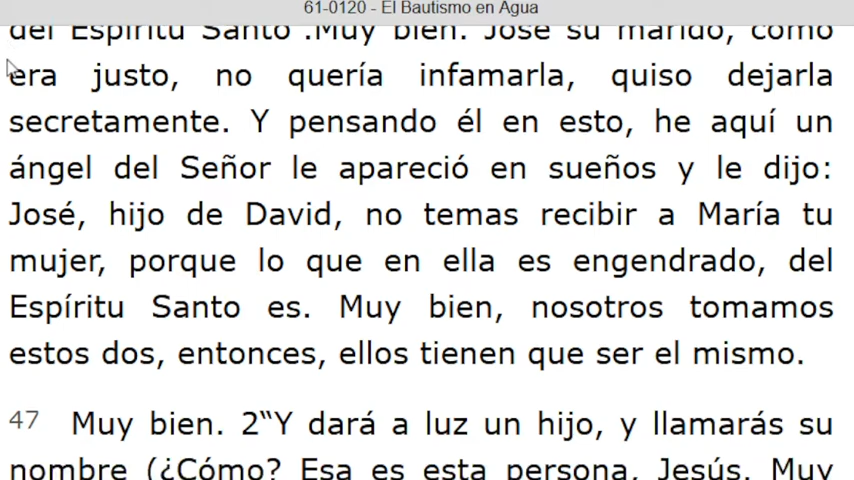 61-0120 - El Bautismo en Agua
del Espíritu Santo .Muy bien. José su marido, como
era justo, no quería infamarla, quiso dejarla
secretamente. Y pensando él en esto, he aquí un
ángel del Señor le apareció en sueños y le dijo:
José, hijo de David, no temas recibir a María tu
mujer, porque lo que en ella es engendrado, del
Espíritu Santo es. Muy bien, nosotros tomamos
estos dos, entonces, ellos tienen que ser el mismo.
47 Muy bien. 2“Y dará a luz un hijo, y llamarás su
nombre (¿Cómo? Esa es esta persona, Jesús. Muy